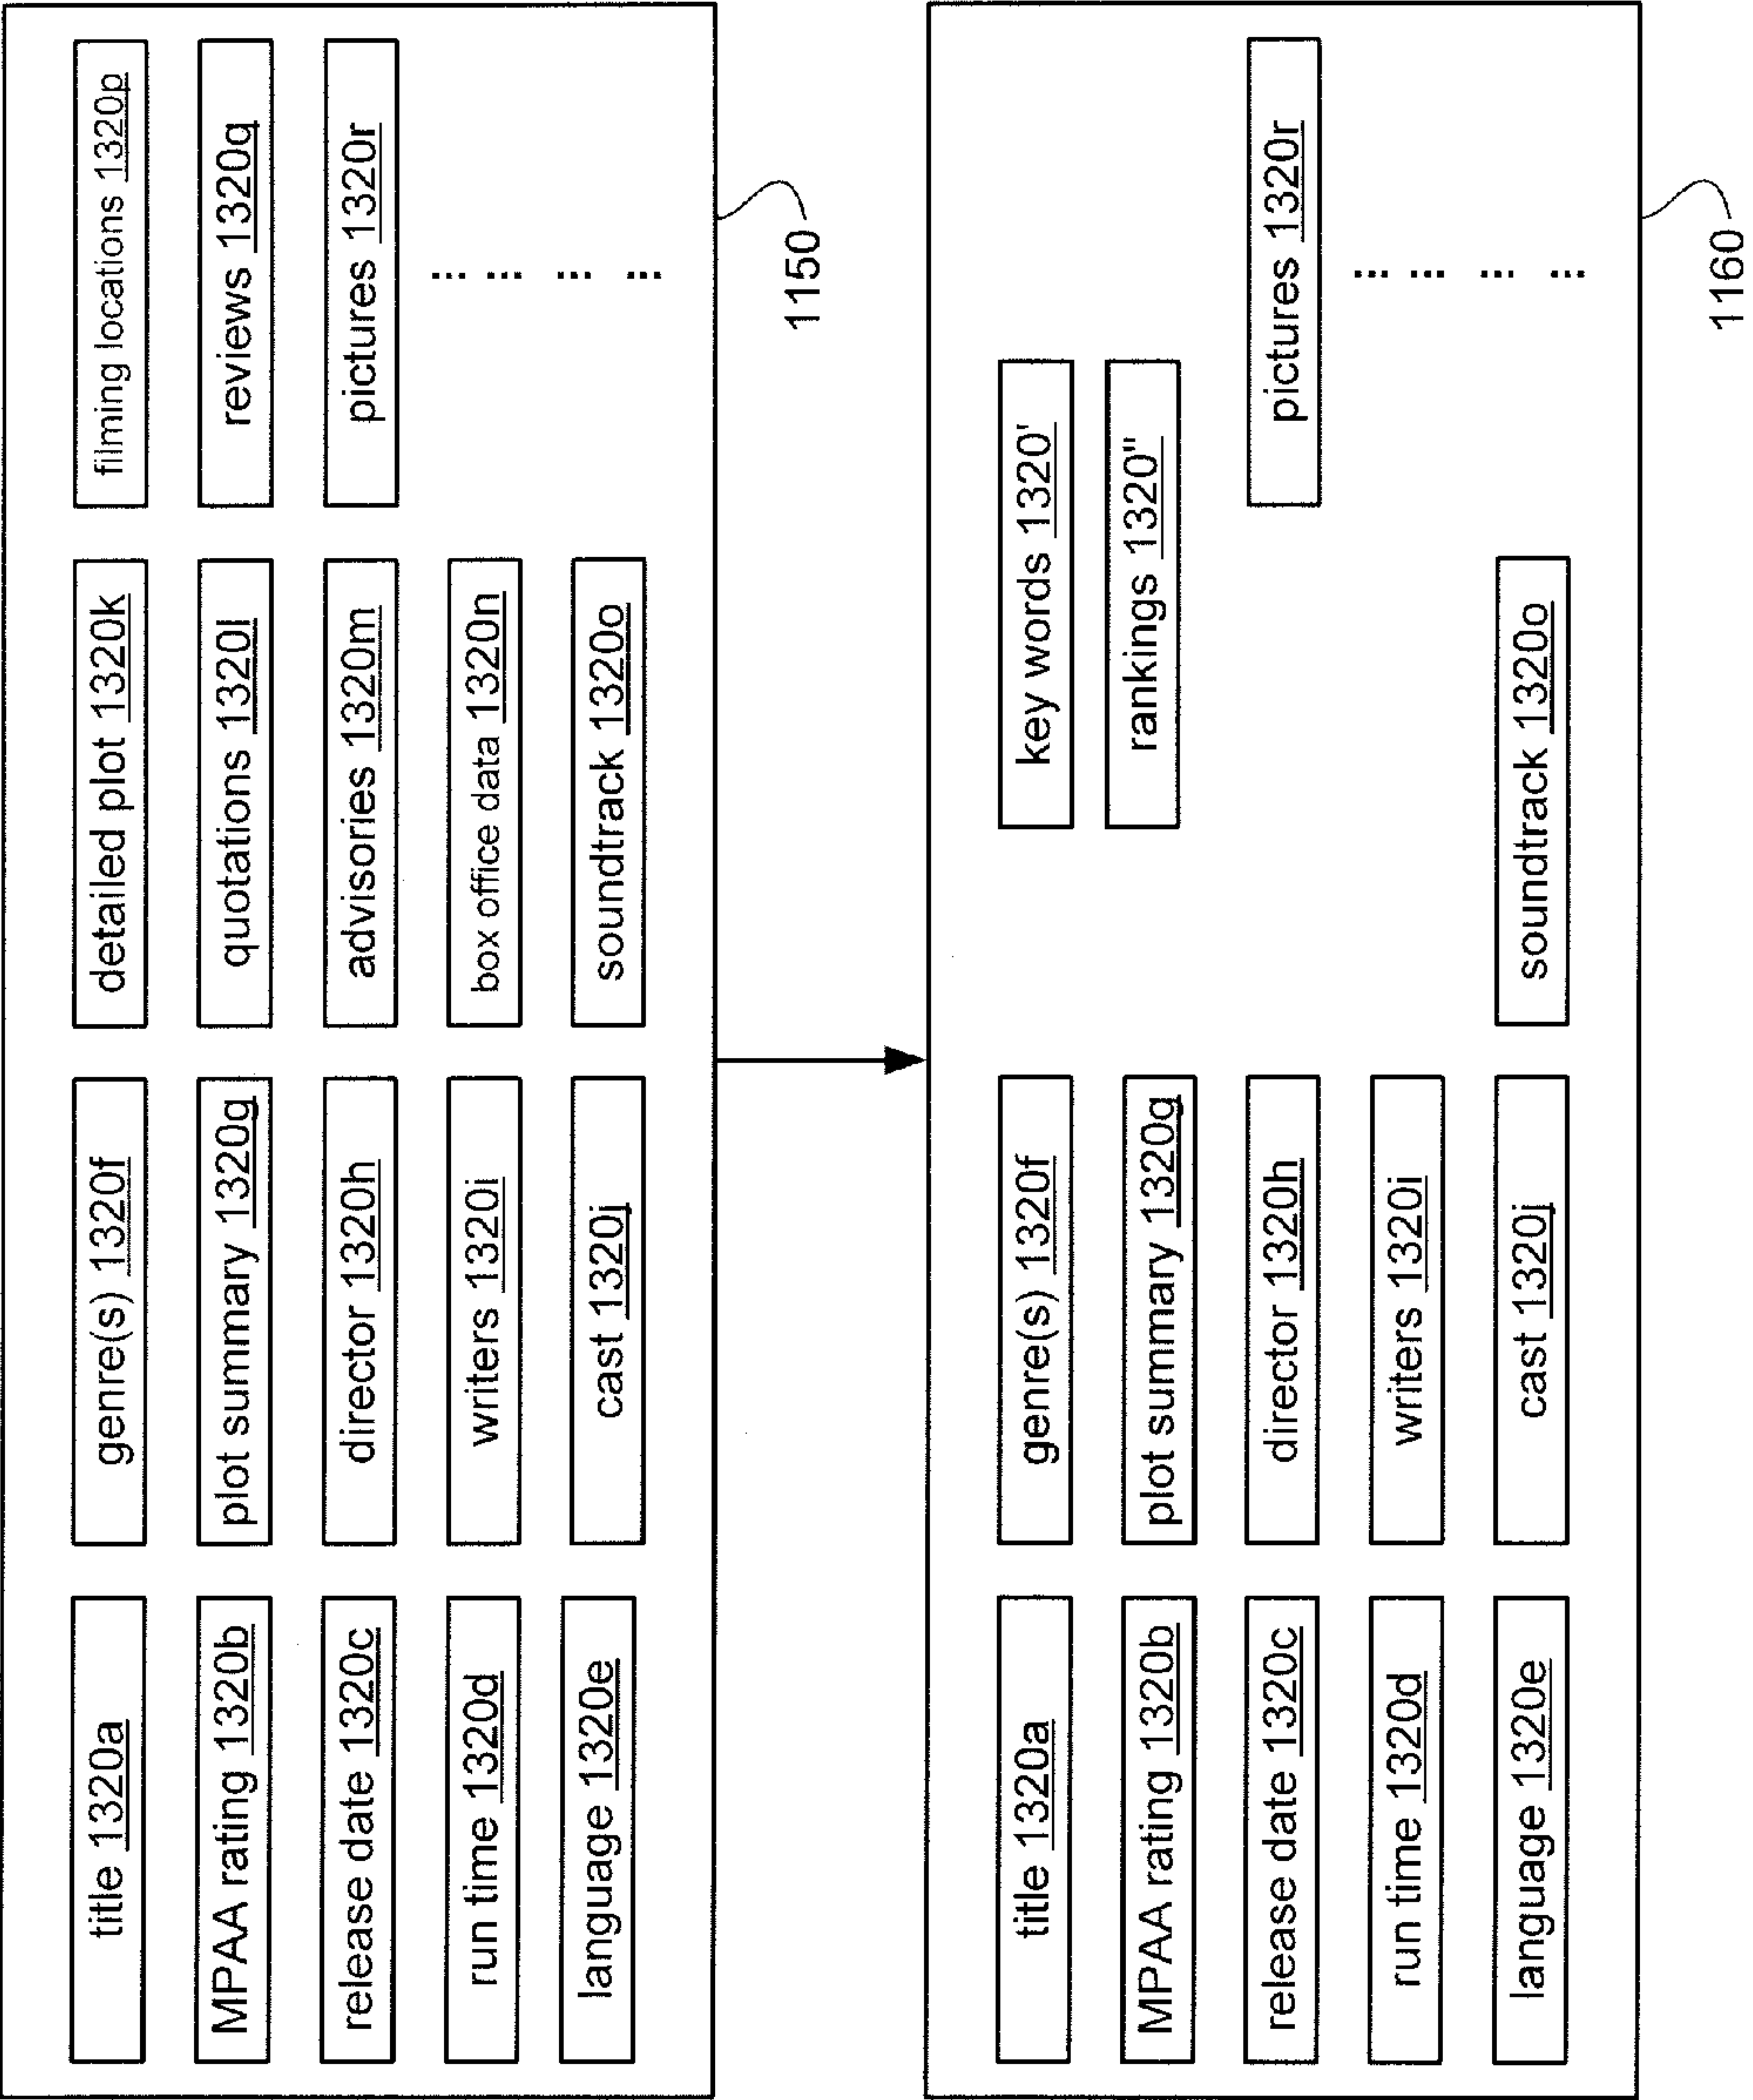 title 1320a
MPAA rating 1320b
release date 1320c
run time 1320d
language 1320e
genre(s) 1320f
plot summary 1320g
director 1320h
writers 1320i
cast 1320j
detailed plot 1320k
quotations 1320l
advisories 1320m
box office data 1320n
soundtrack 1320o
filming locations 1320p
reviews 1320q
pictures 1320r
... ... ... ...
1150
title 1320a
MPAA rating 1320b
release date 1320c
run time 1320d
language 1320e
genre(s) 1320f
plot summary 1320g
director 1320h
writers 1320i
cast 1320j
key words 1320'
rankings 1320"
soundtrack 1320o
pictures 1320r
... ... ... ...
1160